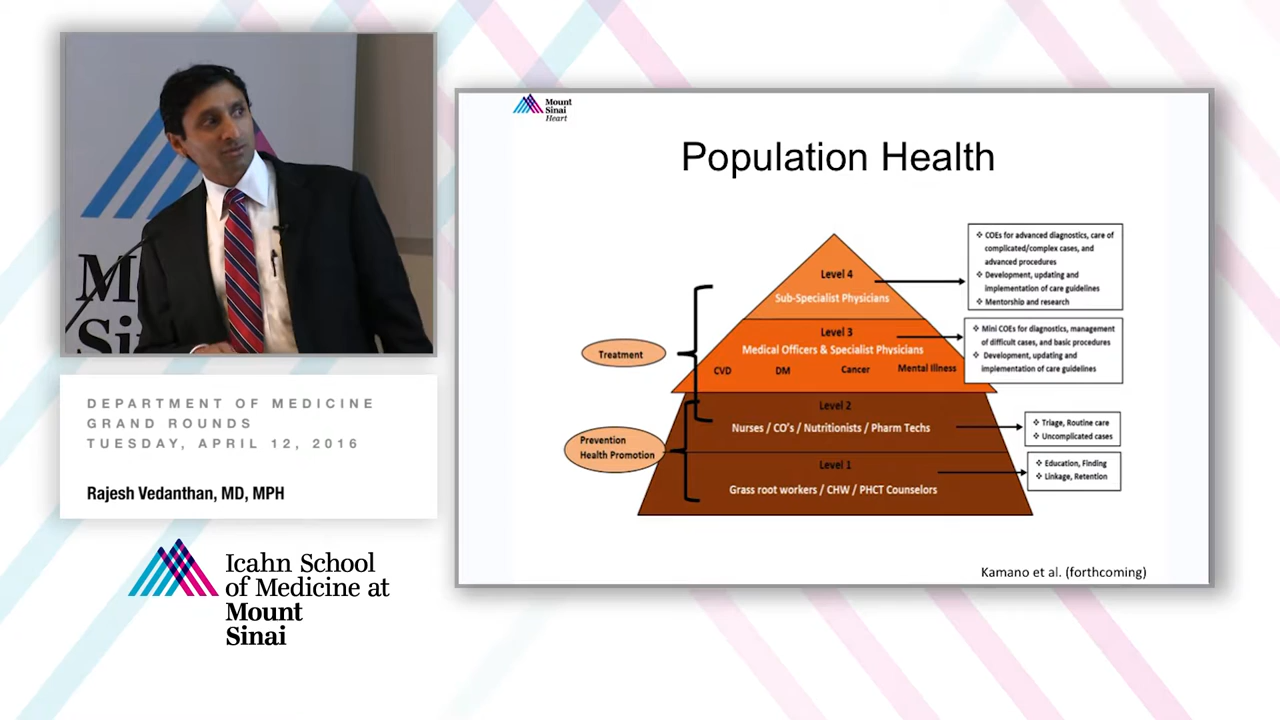 M
Si
DEPARTMENT OF MEDICINE
GRAND ROUNDS
TUESDAY, APRIL 12, 2016
Rajesh Vedanthan, MD, MPH
Icahn School
of Medicine at
Mount
Sinai
Mount
Sinai
Heart
Population Health
Level 4
Sub-Specialist Physicians
❖ COEs for advanced diagnostics, care of
complicated/complex cases, and
advanced procedures
❖ Development, updating and
implementation of care guidelines
❖ Mentorship and research
Treatment
Level 3
Medical Officers & Specialist Physicians
CVD DM Cancer Mental Illness
❖ Mini COEs for diagnostics, management
of difficult cases, and basic procedures
❖ Development, updating and
implementation of care guidelines
Prevention
Health Promotion
Level 2
Nurses / CO's / Nutritionists / Pharm Techs
❖ Triage, Routine care
❖ Uncomplicated cases
Level 1
Grass root workers / CHW / PHCT Counselors
❖ Education, Finding
❖ Linkage, Retention
Kamano et al. (forthcoming)